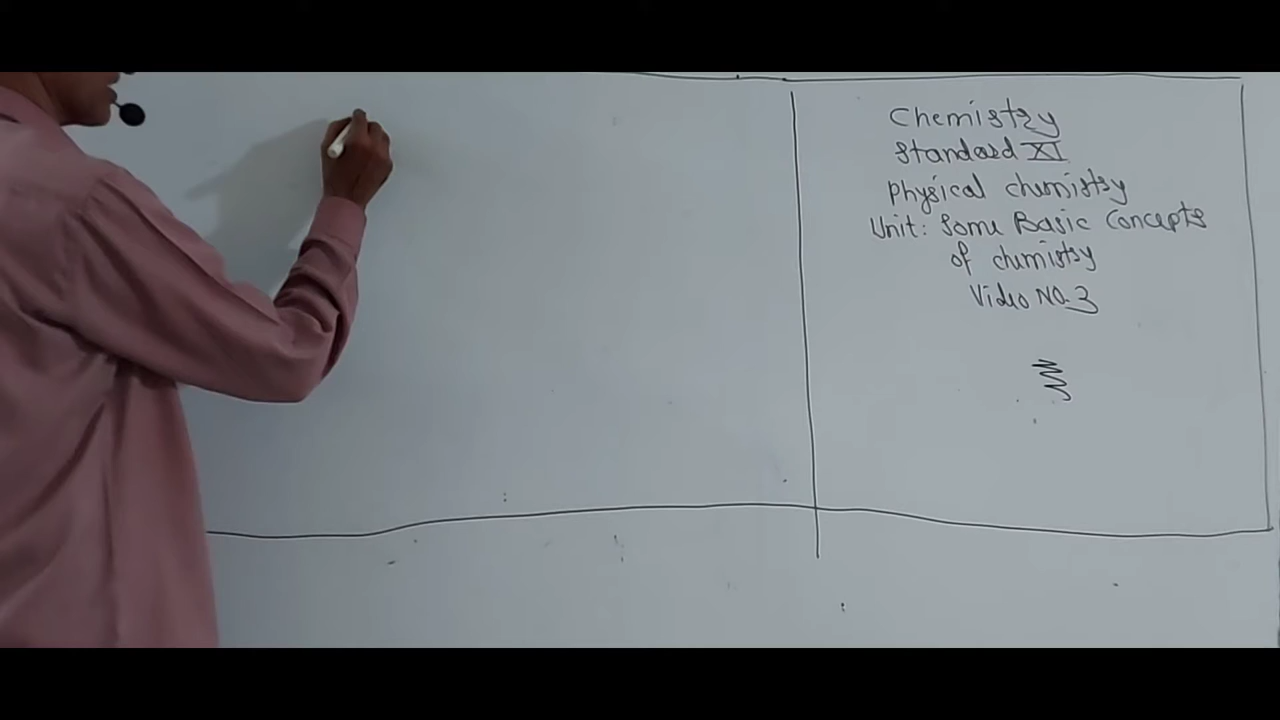 Chemistry
Standard XI
Physical chemistry
Unit: Some Basic Concepts
of chemistry
Video No. 3